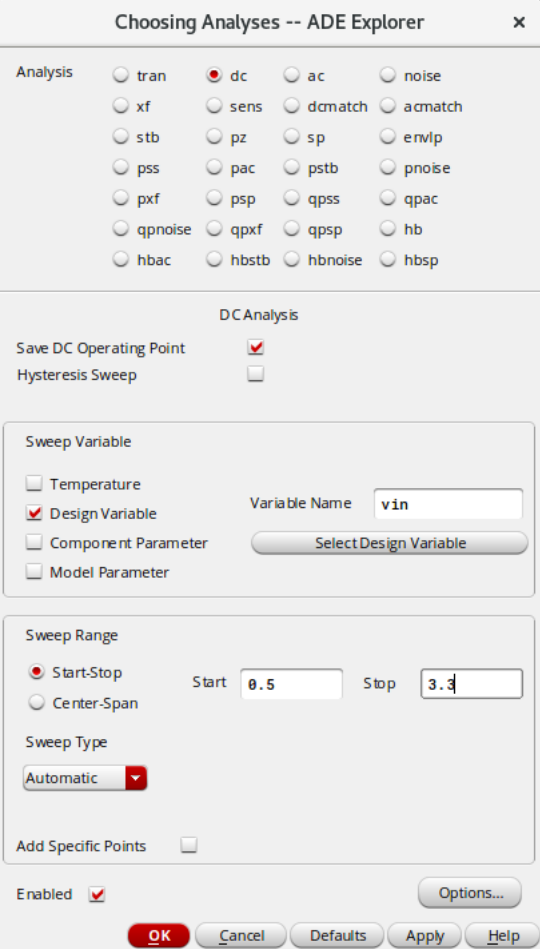 Choosing Analyses -- ADE Explorer ×
Analysis tran dc ac noise
xf sens dcmatch acmatch
stb pz sp envlp
pss pac pstb pnoise
pxf psp qpss qpac
qpnoise qpxf qpsp hb
hbac hbstb hbnoise hbsp
DC Analysis
Save DC Operating Point
Hysteresis Sweep
Sweep Variable
Temperature
Design Variable
Component Parameter
Model Parameter
Variable Name vin
Select Design Variable
Sweep Range
Start-Stop
Center-Span
Start 0.5 Stop 3.3
Sweep Type
Automatic
Add Specific Points
Enabled
Options...
OK Cancel Defaults Apply Help